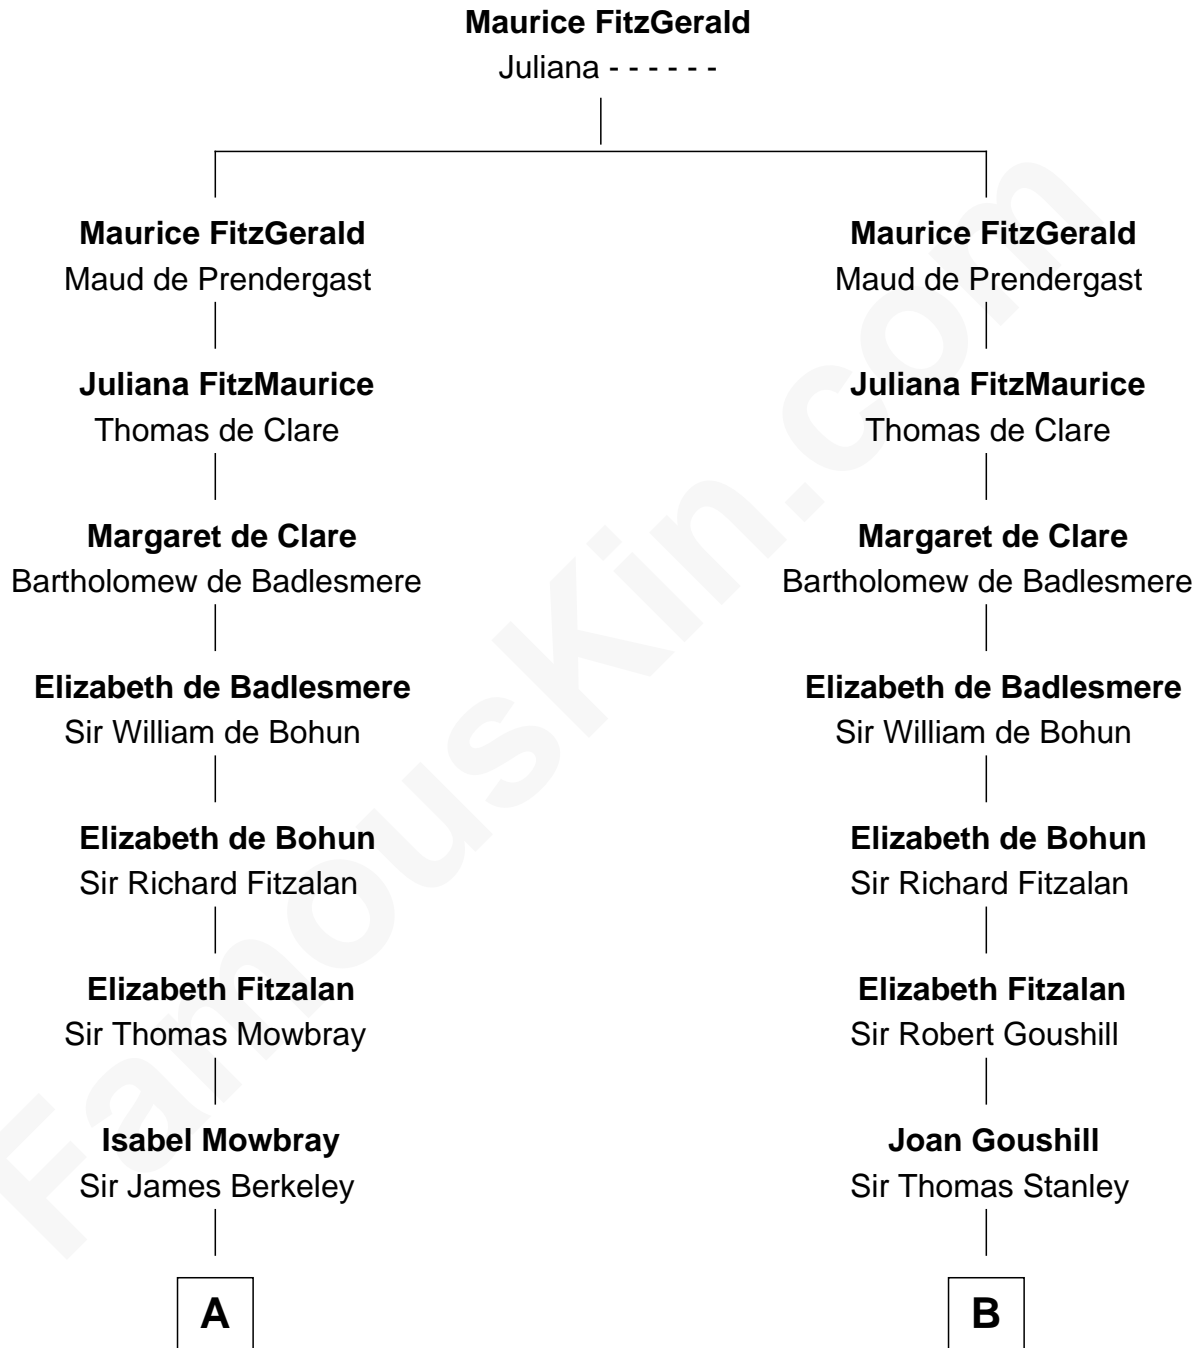 Maurice FitzGerald
Juliana - - - - - -
Maurice FitzGerald
Maud de Prendergast
Juliana FitzMaurice
Thomas de Clare
Margaret de Clare
Bartholomew de Badlesmere
Elizabeth de Badlesmere
Sir William de Bohun
Elizabeth de Bohun
Sir Richard Fitzalan
Elizabeth Fitzalan
Sir Thomas Mowbray
Isabel Mowbray
Sir James Berkeley
A
Maurice FitzGerald
Maud de Prendergast
Juliana FitzMaurice
Thomas de Clare
Margaret de Clare
Bartholomew de Badlesmere
Elizabeth de Badlesmere
Sir William de Bohun
Elizabeth de Bohun
Sir Richard Fitzalan
Elizabeth Fitzalan
Sir Robert Goushill
Joan Goushill
Sir Thomas Stanley
B
FamousKin.com